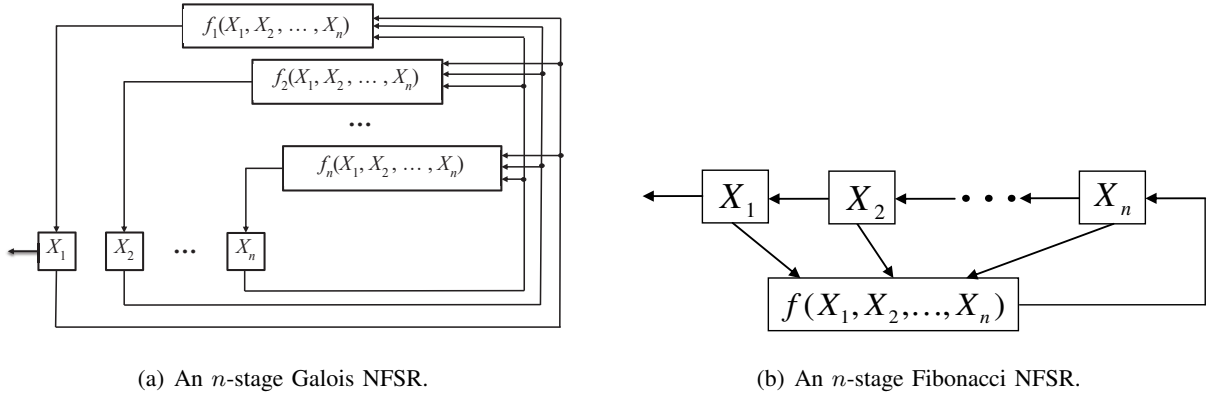 f₁(X₁, X₂, … , Xₙ)
f₂(X₁, X₂, … , Xₙ)
...
fₙ(X₁, X₂, … , Xₙ)
X₁ X₂ ... Xₙ
(a) An n-stage Galois NFSR.
X₁ X₂ • • • Xₙ
f(X₁, X₂,…, Xₙ)
(b) An n-stage Fibonacci NFSR.